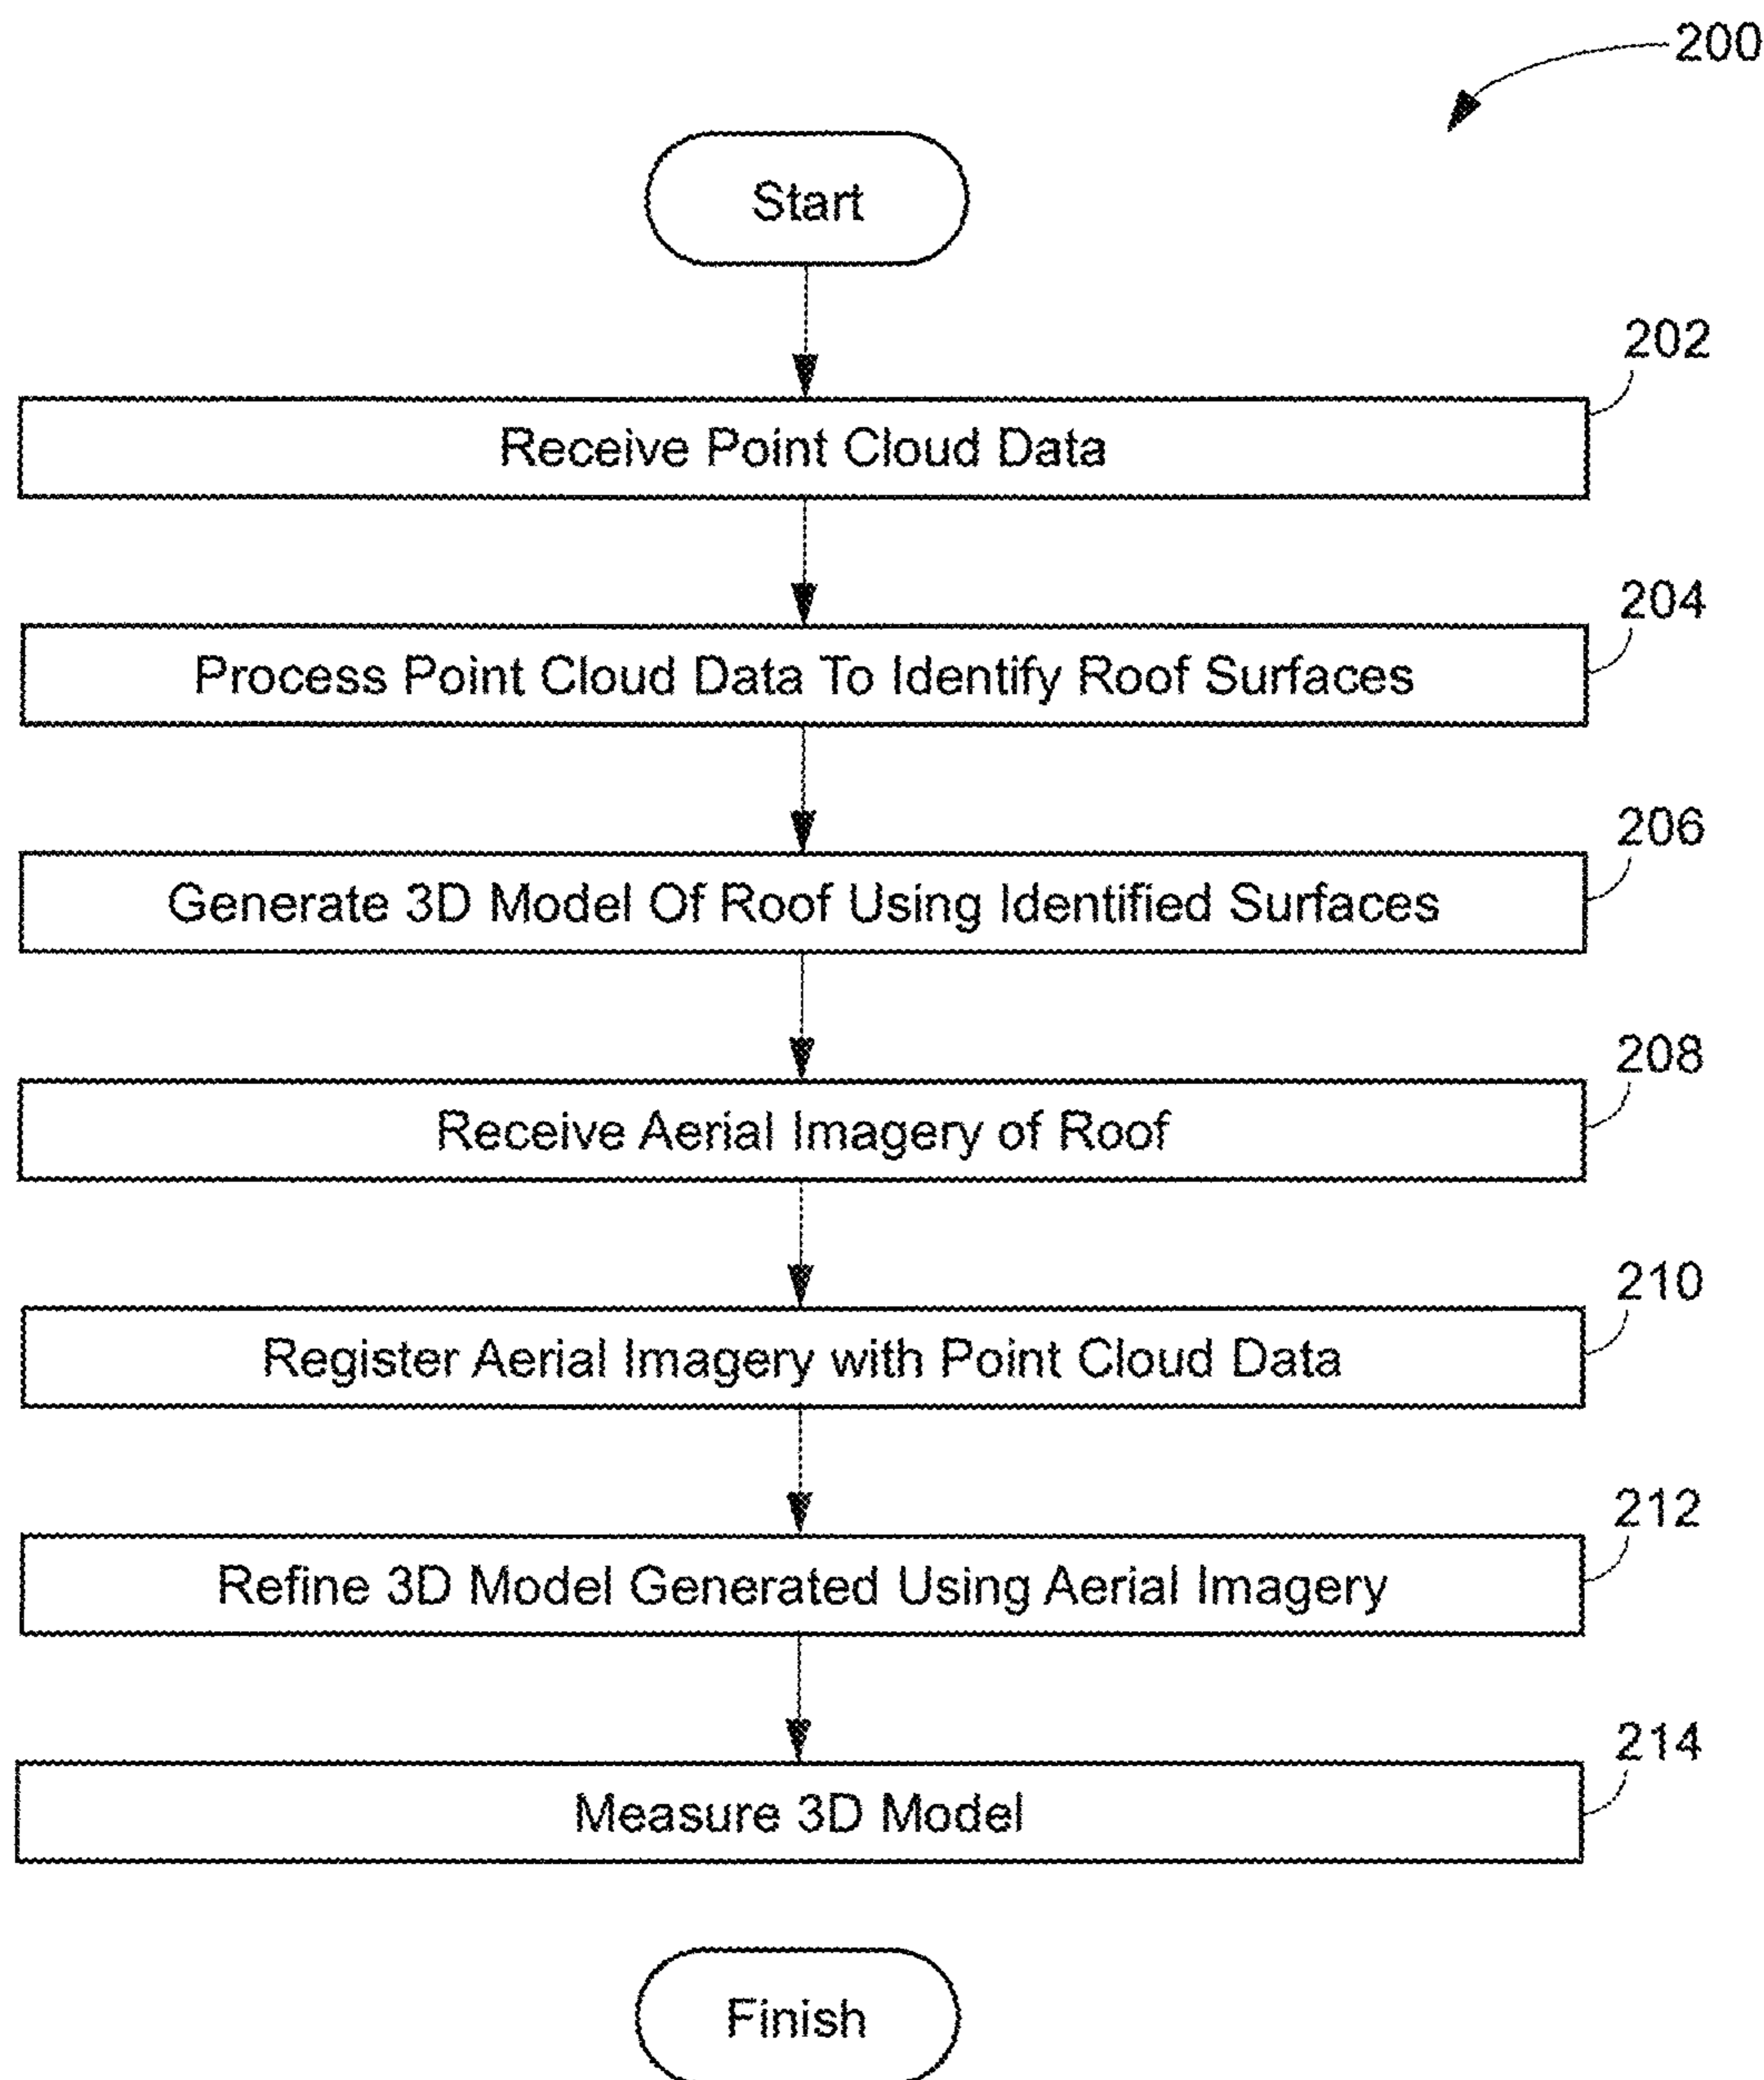 200
Start
202
Receive Point Cloud Data
204
Process Point Cloud Data To Identify Roof Surfaces
206
Generate 3D Model Of Roof Using Identified Surfaces
208
Receive Aerial Imagery of Roof
210
Register Aerial Imagery with Point Cloud Data
212
Refine 3D Model Generated Using Aerial Imagery
214
Measure 3D Model
Finish